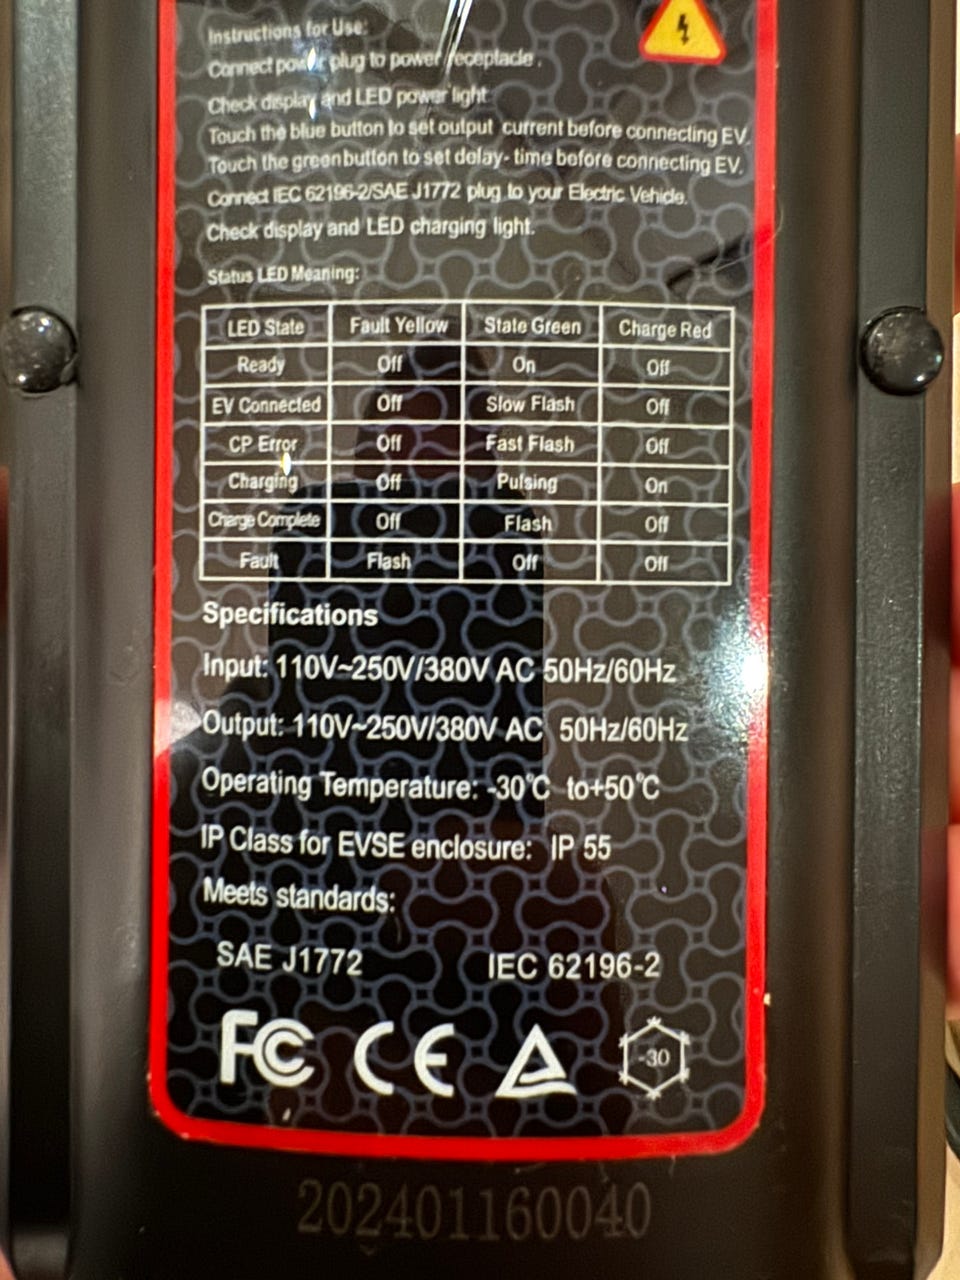 Instructions for Use:
Connect power plug to power receptacle .
Check display and LED power light
Touch the blue button to set output current before connecting EV.
Touch the green button to set delay- time before connecting EV.
Connect IEC 62196-2/SAE J1772 plug to your Electric Vehicle.
Check display and LED charging light.
Status LED Meaning:
LED State Fault Yellow State Green Charge Red
Ready Off On Off
EV Connected Off Slow Flash Off
CP Error Off Fast Flash Off
Charging Off Pulsing On
Charge Complete Off Flash Off
Fault Flash Off Off
Specifications
Input: 110V~250V/380V AC 50Hz/60Hz
Output: 110V~250V/380V AC 50Hz/60Hz
Operating Temperature: -30℃ to+50℃
IP Class for EVSE enclosure: IP 55
Meets standards:
SAE J1772 IEC 62196-2
FC CE -30
202401160040